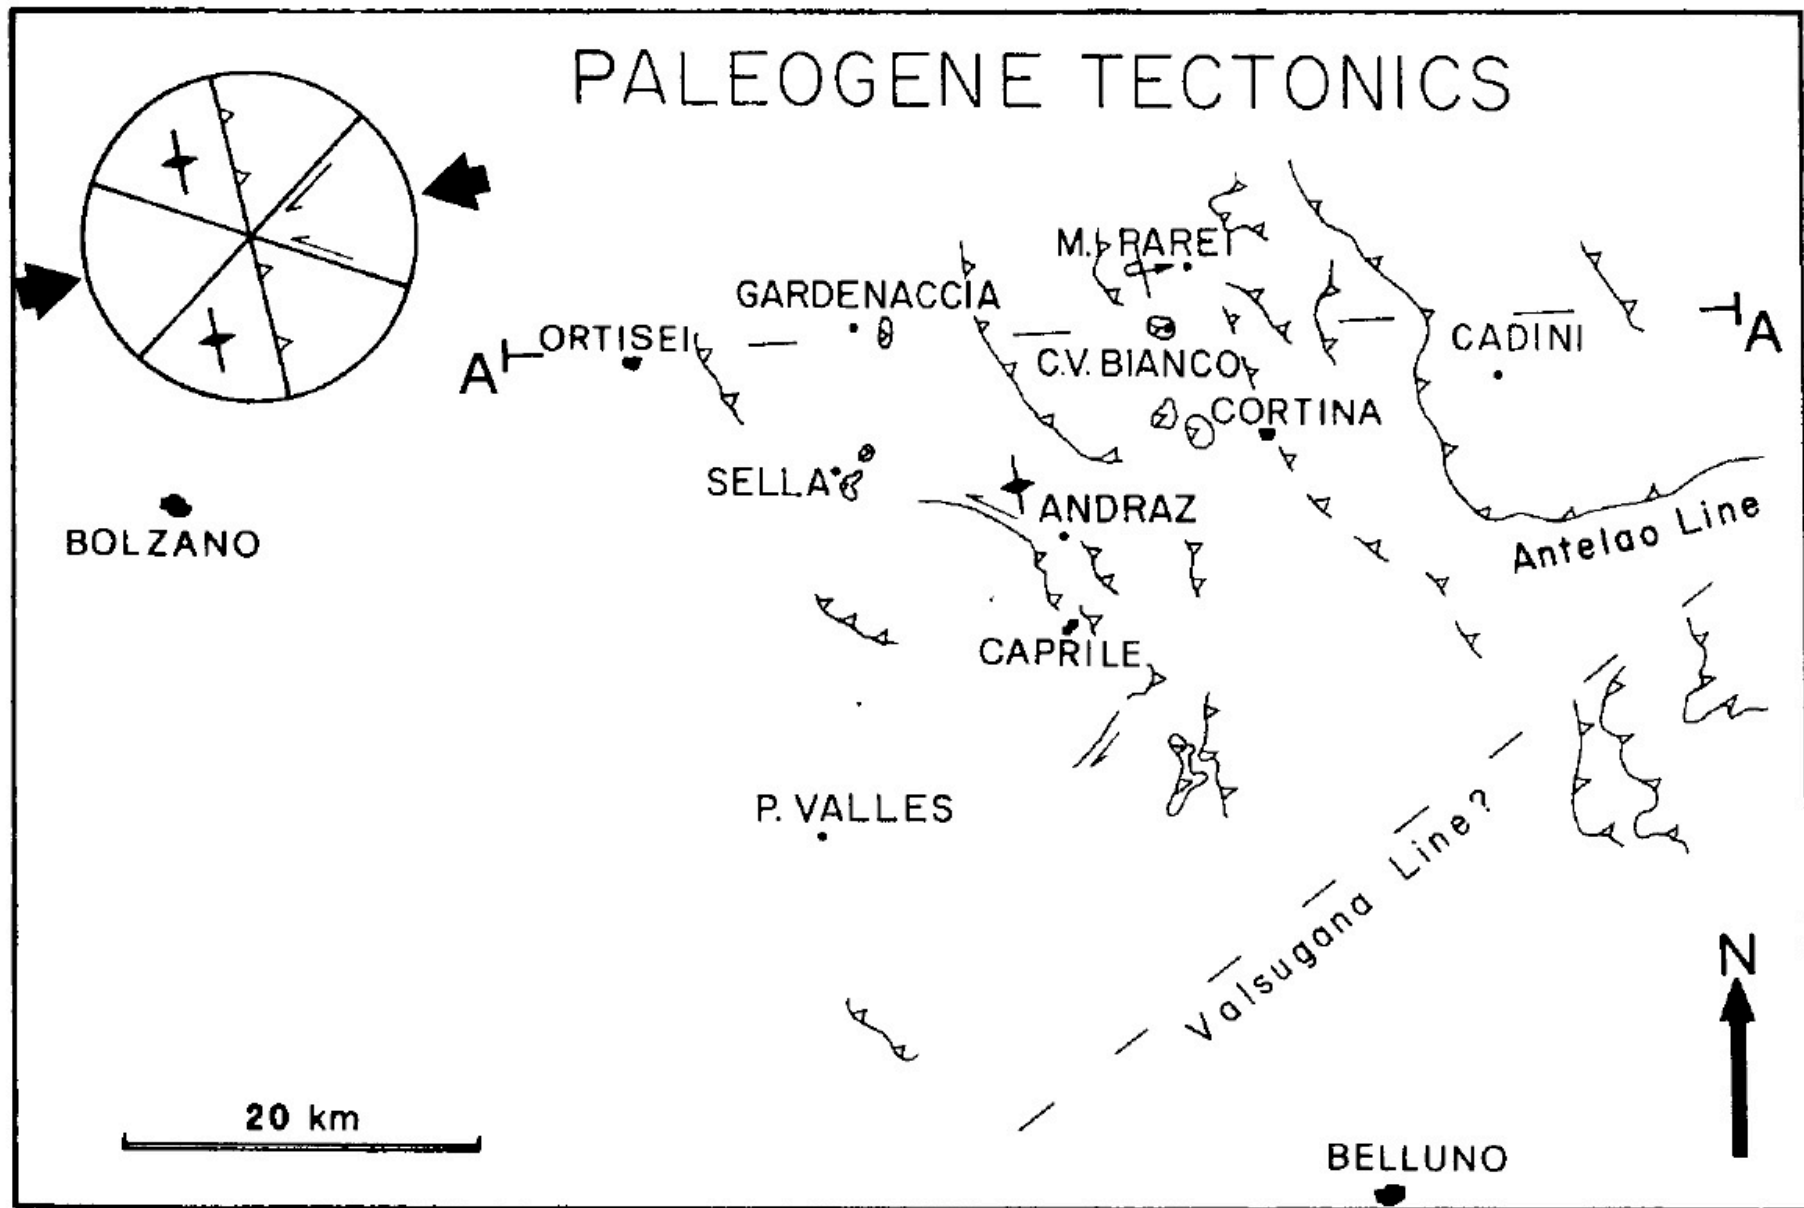 PALEOGENE TECTONICS
M. PAREI
GARDENACCIA
A
ORTISEI
C.V. BIANCO
CADINI
A
CORTINA
SELLA
ANDRAZ
BOLZANO
Antelao Line
CAPRILE
P. VALLES
Valsugana Line?
N
20 km
BELLUNO